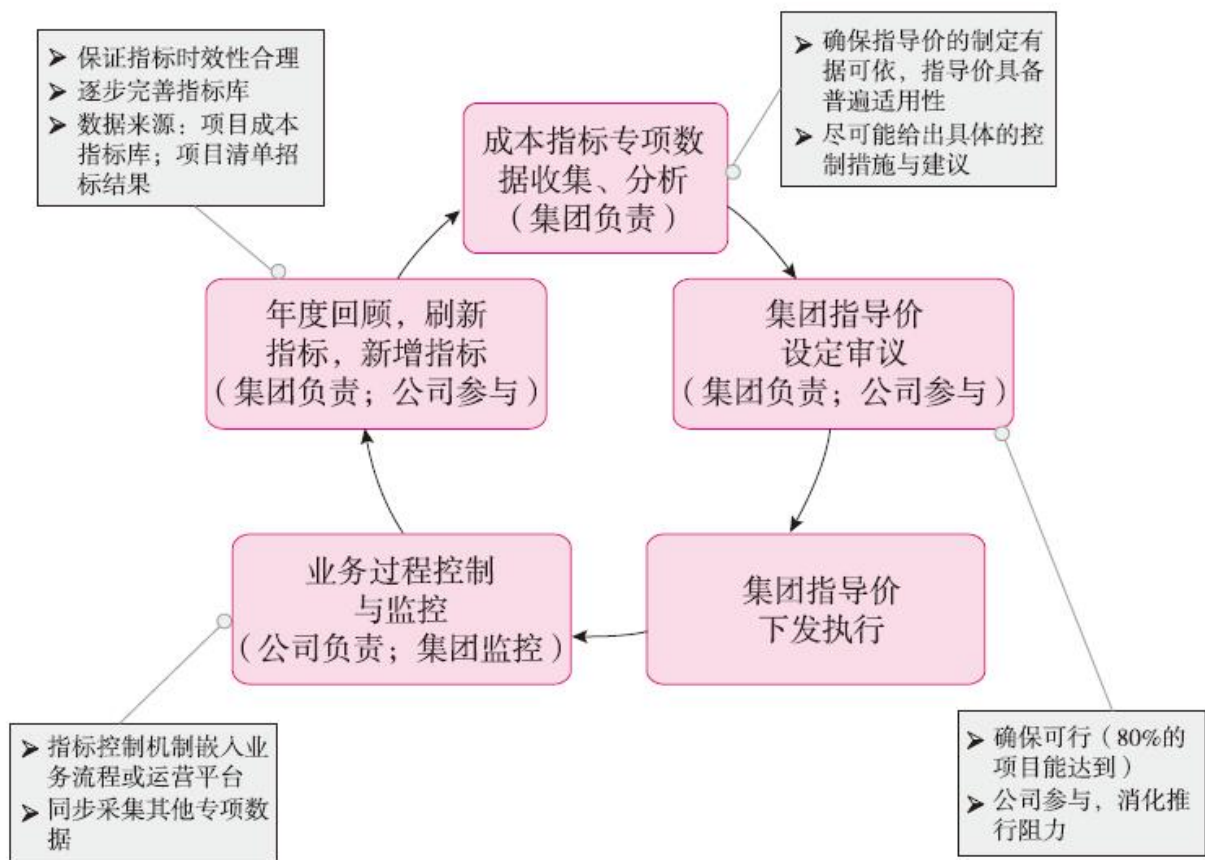 ➤ 保证指标时效性合理
➤ 逐步完善指标库
➤ 数据来源：项目成本
指标库；项目清单招
标结果
➤ 确保指导价的制定有
据可依，指导价具备
普遍适用性
➤ 尽可能给出具体的控
制措施与建议
成本指标专项数
据收集、分析
（集团负责）
年度回顾，刷新
指标，新增指标
（集团负责；公司参与）
集团指导价
设定审议
（集团负责；公司参与）
业务过程控制
与监控
（公司负责；集团监控）
集团指导价
下发执行
➤ 指标控制机制嵌入业
务流程或运营平台
➤ 同步采集其他专项数
据
➤ 确保可行（80%的
项目能达到）
➤ 公司参与，消化推
行阻力